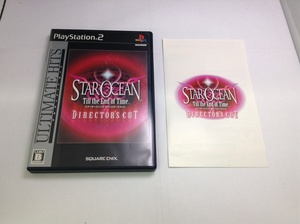 PlayStation 2
ULTIMATE HITS
STAR OCEAN
Till the End of Time
DIRECTOR'S CUT
SQUARE ENIX
B
STAR OCEAN
Till the End of Time
DIRECTOR'S CUT